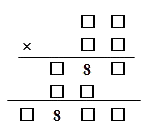 □ □
× □ □
□ 8 □
□ □
□ 8 □ □